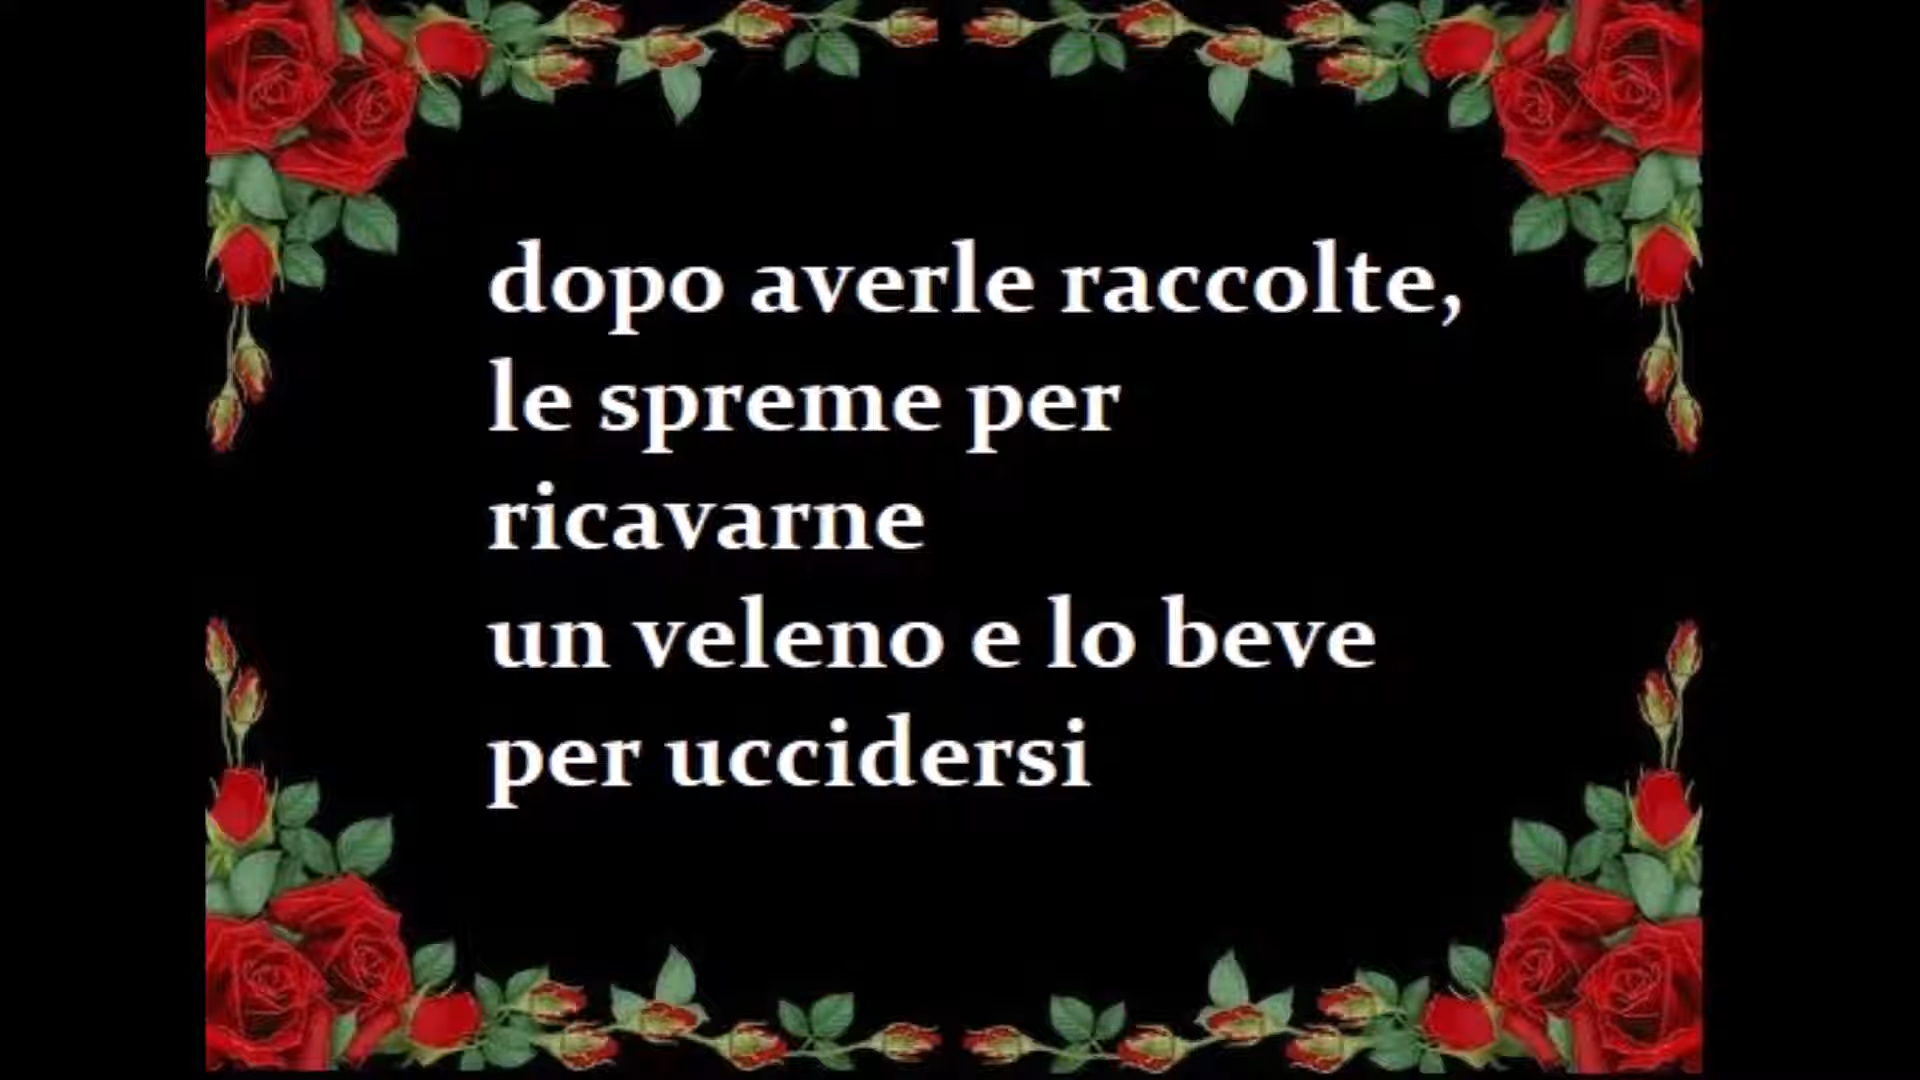 dopo averle raccolte,
le spreme per
ricavarne
un veleno e lo beve
per uccidersi